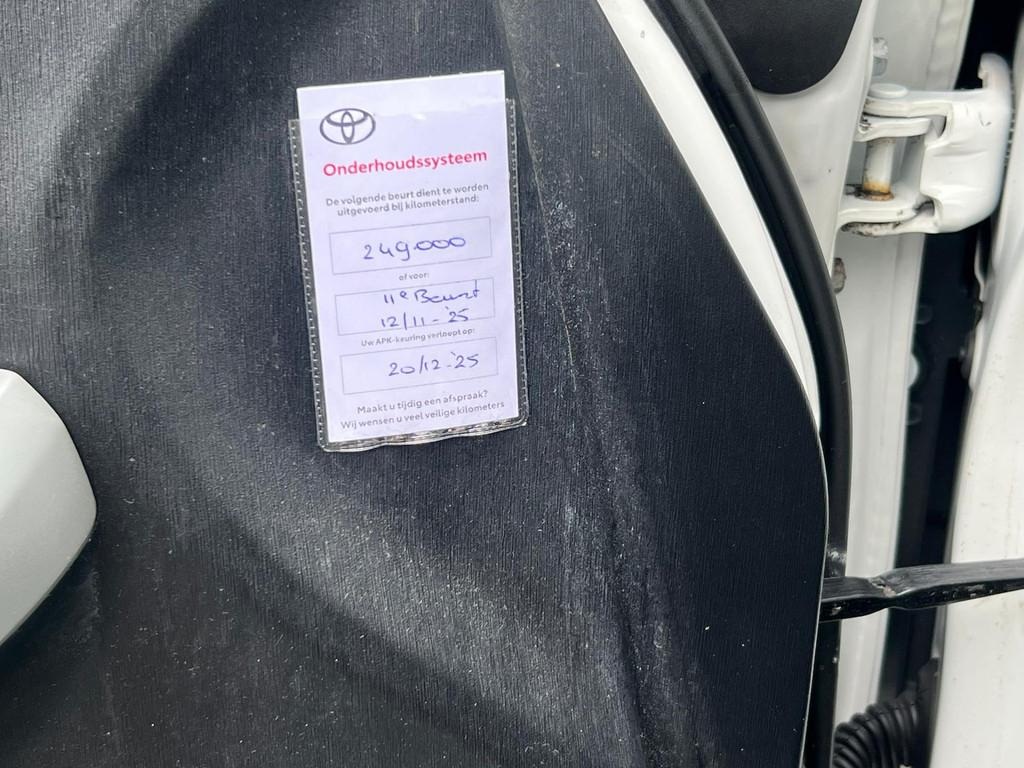 Onderhoudssysteem
De volgende beurt dient te worden
uitgevoerd bij kilometerstand:
249.000
of voor:
11e Beurt
12/11-'25
Uw APK-keuring verloopt op:
20/12-'25
Maakt u tijdig een afspraak?
Wij wensen u veel veilige kilometers